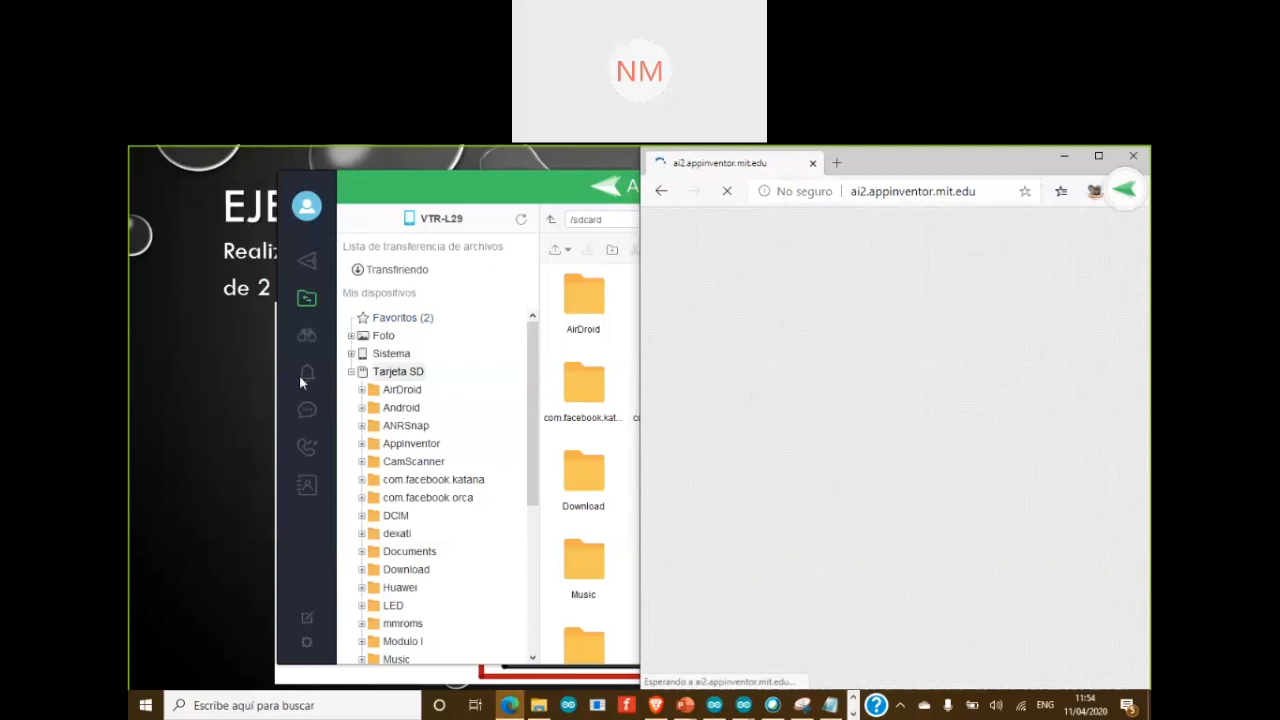 NM
EJE
Realiz
de 2
A
VTR-L29
Lista de transferencia de archivos
Transfiriendo
Mis dispositivos
Favoritos (2)
Foto
Sistema
Tarjeta SD
AirDroid
Android
ANRSnap
Appinventor
CamScanner
com.facebook.katana
com.facebook.orca
DCIM
dexati
Documents
Download
Huawei
LED
mmroms
Modulo I
Music
/sdcard
AirDroid
com.facebook.kat...
Download
Music
ai2.appinventor.mit.edu
No seguro
ai2.appinventor.mit.edu
Esperando a ai2.appinventor.mit.edu...
Escribe aquí para buscar
ENG
11:54
11/04/2020
5